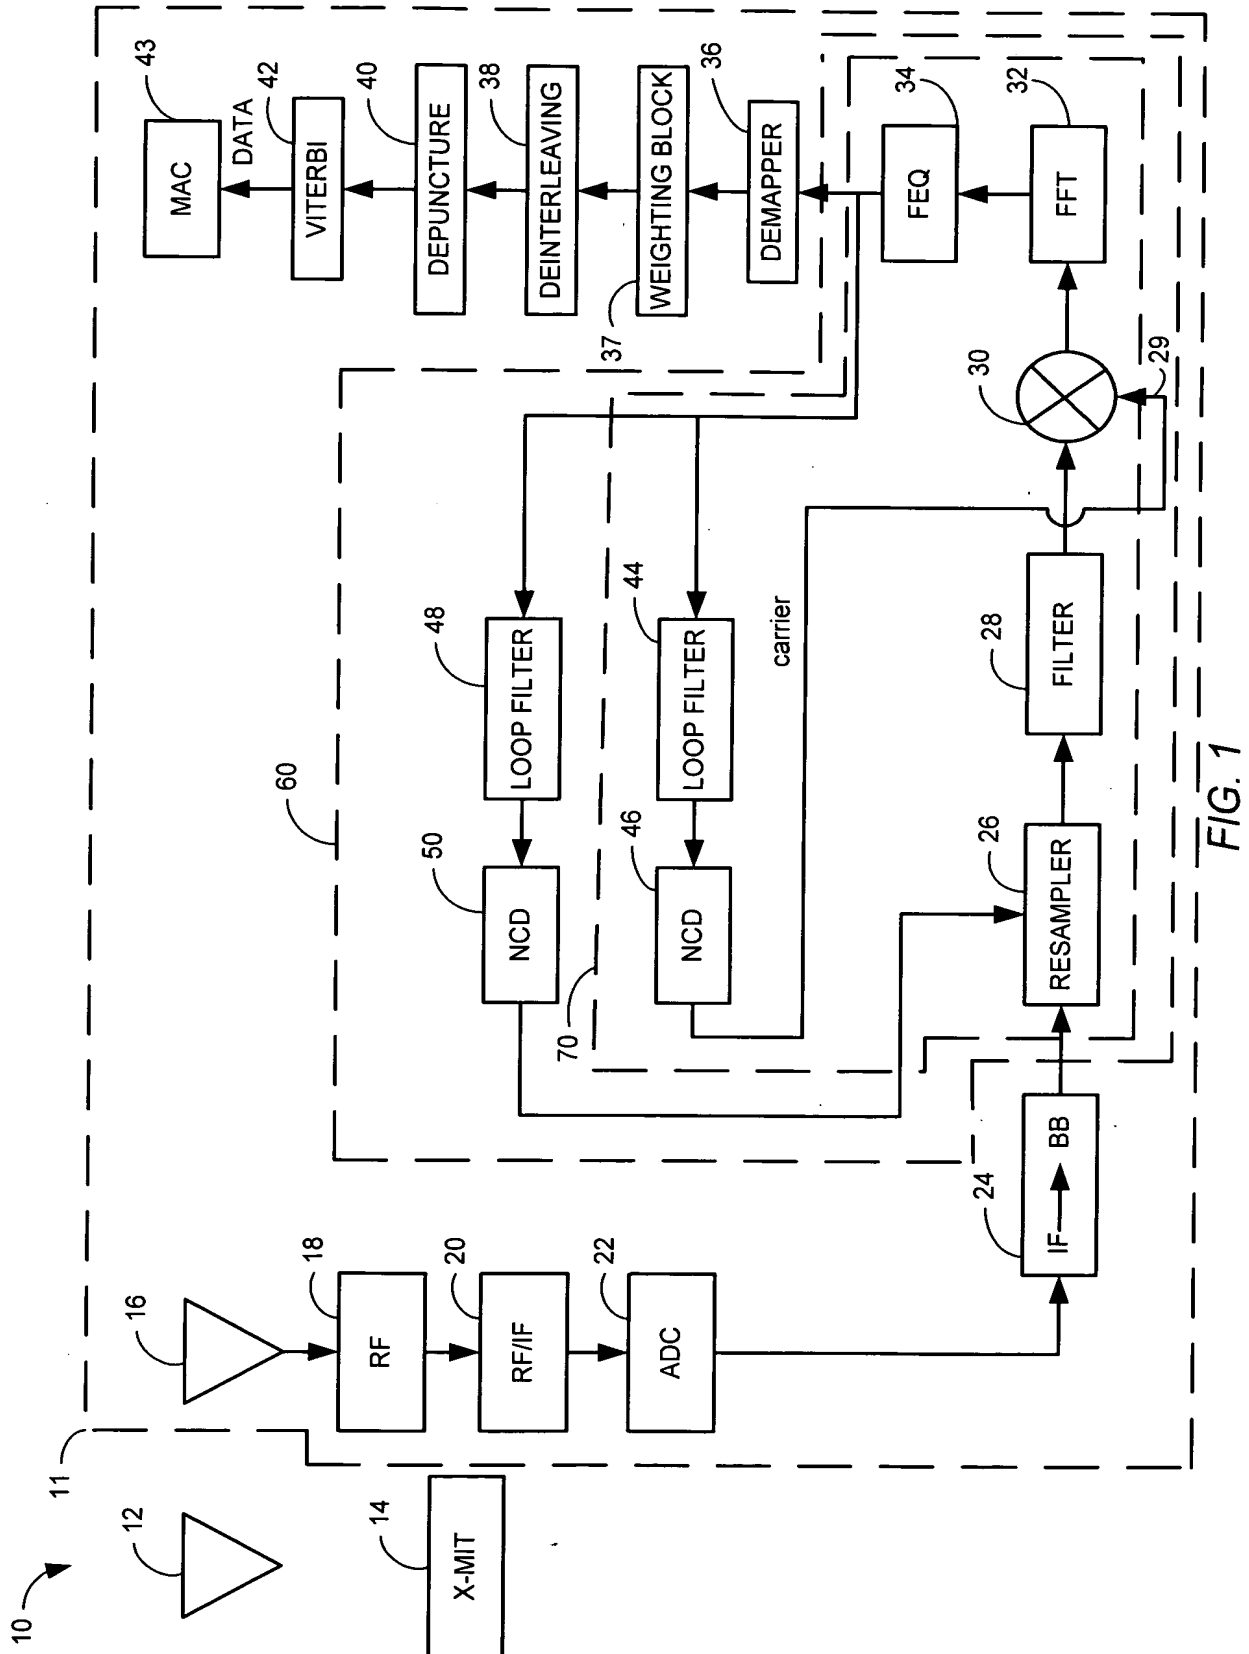 10
12
14
X-MIT
11
16
18
RF
20
RF/IF
22
ADC
24
IF BB
26
RESAMPLER
28
FILTER
29
30
32
FFT
34
FEQ
36
DEMAPPER
37
WEIGHTING BLOCK
38
DEINTERLEAVING
40
DEPUNCTURE
42
VITERBI
DATA
43
MAC
44
LOOP FILTER
46
NCD
carrier
48
LOOP FILTER
50
NCD
60
70
FIG. 1